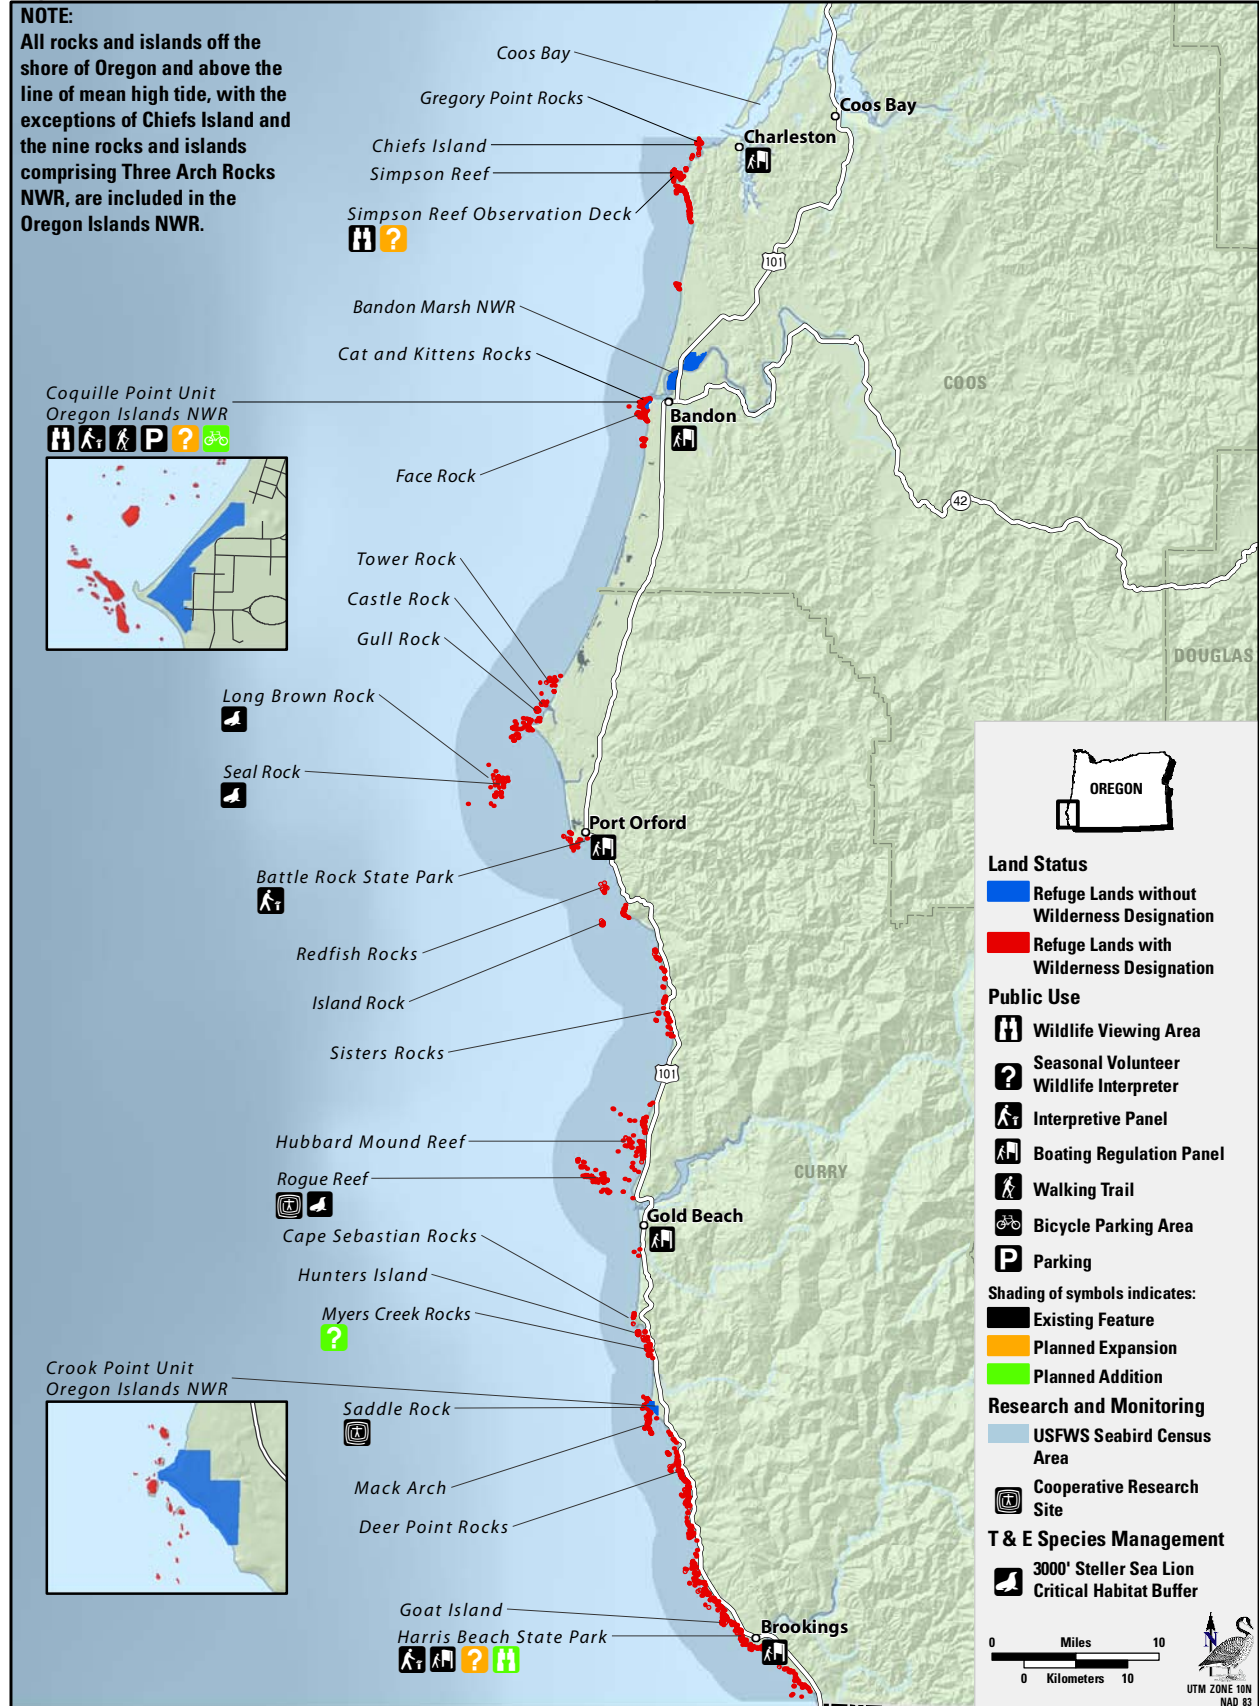 NOTE:
All rocks and islands off the
shore of Oregon and above the
line of mean high tide, with the
exceptions of Chiefs Island and
the nine rocks and islands
comprising Three Arch Rocks
NWR, are included in the
Oregon Islands NWR.
Coos Bay
Gregory Point Rocks
Coos Bay
Charleston
Chiefs Island
Simpson Reef
Simpson Reef Observation Deck
?
101
Bandon Marsh NWR
Cat and Kittens Rocks
COOS
Coquille Point Unit
Oregon Islands NWR
P
?
Bandon
Face Rock
42
Tower Rock
Castle Rock
Gull Rock
DOUGLAS
Long Brown Rock
Seal Rock
Port Orford
Battle Rock State Park
Redfish Rocks
Island Rock
Sisters Rocks
101
Hubbard Mound Reef
Rogue Reef
CURRY
Gold Beach
Cape Sebastian Rocks
Hunters Island
Myers Creek Rocks
?
Crook Point Unit
Oregon Islands NWR
Saddle Rock
Mack Arch
Deer Point Rocks
Goat Island
Harris Beach State Park
?
Brookings
OREGON
Land Status
Refuge Lands without
Wilderness Designation
Refuge Lands with
Wilderness Designation
Public Use
Wildlife Viewing Area
?
Seasonal Volunteer
Wildlife Interpreter
Interpretive Panel
Boating Regulation Panel
Walking Trail
Bicycle Parking Area
P
Parking
Shading of symbols indicates:
Existing Feature
Planned Expansion
Planned Addition
Research and Monitoring
USFWS Seabird Census
Area
Cooperative Research
Site
T & E Species Management
3000' Steller Sea Lion
Critical Habitat Buffer
0 Miles 10
0 Kilometers 10
N
UTM ZONE 10N
NAD 83